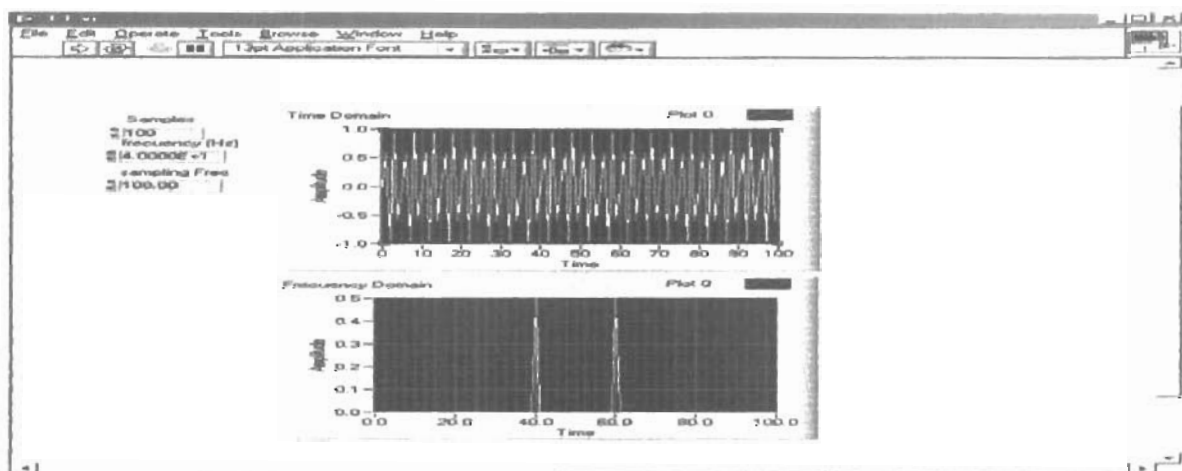 File Edit Operate Tools Browse Window Help
13pt Application Font
Samples
100
frequency (Hz)
4.0000E+1
sampling Freq
100.00
Time Domain
Plot 0
Amplitude
1.0
0.5
0.0
-0.5
-1.0
0 10 20 30 40 50 60 70 80 90 100
Time
Frequency Domain
Plot 0
Amplitude
0.5
0.4
0.3
0.2
0.1
0.0
0.0 20.0 40.0 60.0 80.0 100.0
Time